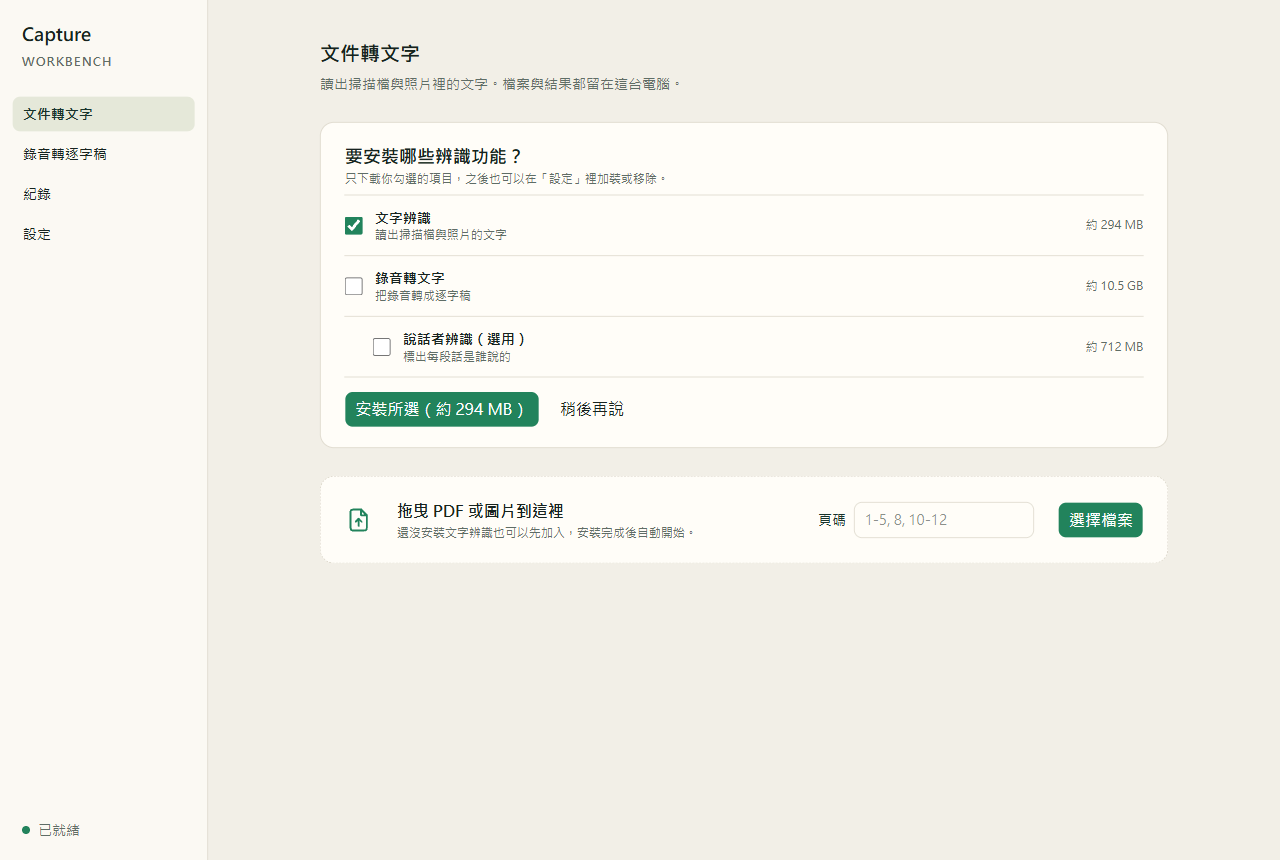 Capture
WORKBENCH
文件轉文字
錄音轉逐字稿
紀錄
設定
已就緒
文件轉文字
讀出掃描檔與照片裡的文字。檔案與結果都留在這台電腦。
要安裝哪些辨識功能？
只下載你勾選的項目，之後也可以在「設定」裡加裝或移除。
文字辨識
讀出掃描檔與照片的文字
約 294 MB
錄音轉文字
把錄音轉成逐字稿
約 10.5 GB
說話者辨識（選用）
標出每段話是誰說的
約 712 MB
安裝所選（約 294 MB）
稍後再說
拖曳 PDF 或圖片到這裡
還沒安裝文字辨識也可以先加入，安裝完成後自動開始。
頁碼
1-5, 8, 10-12
選擇檔案